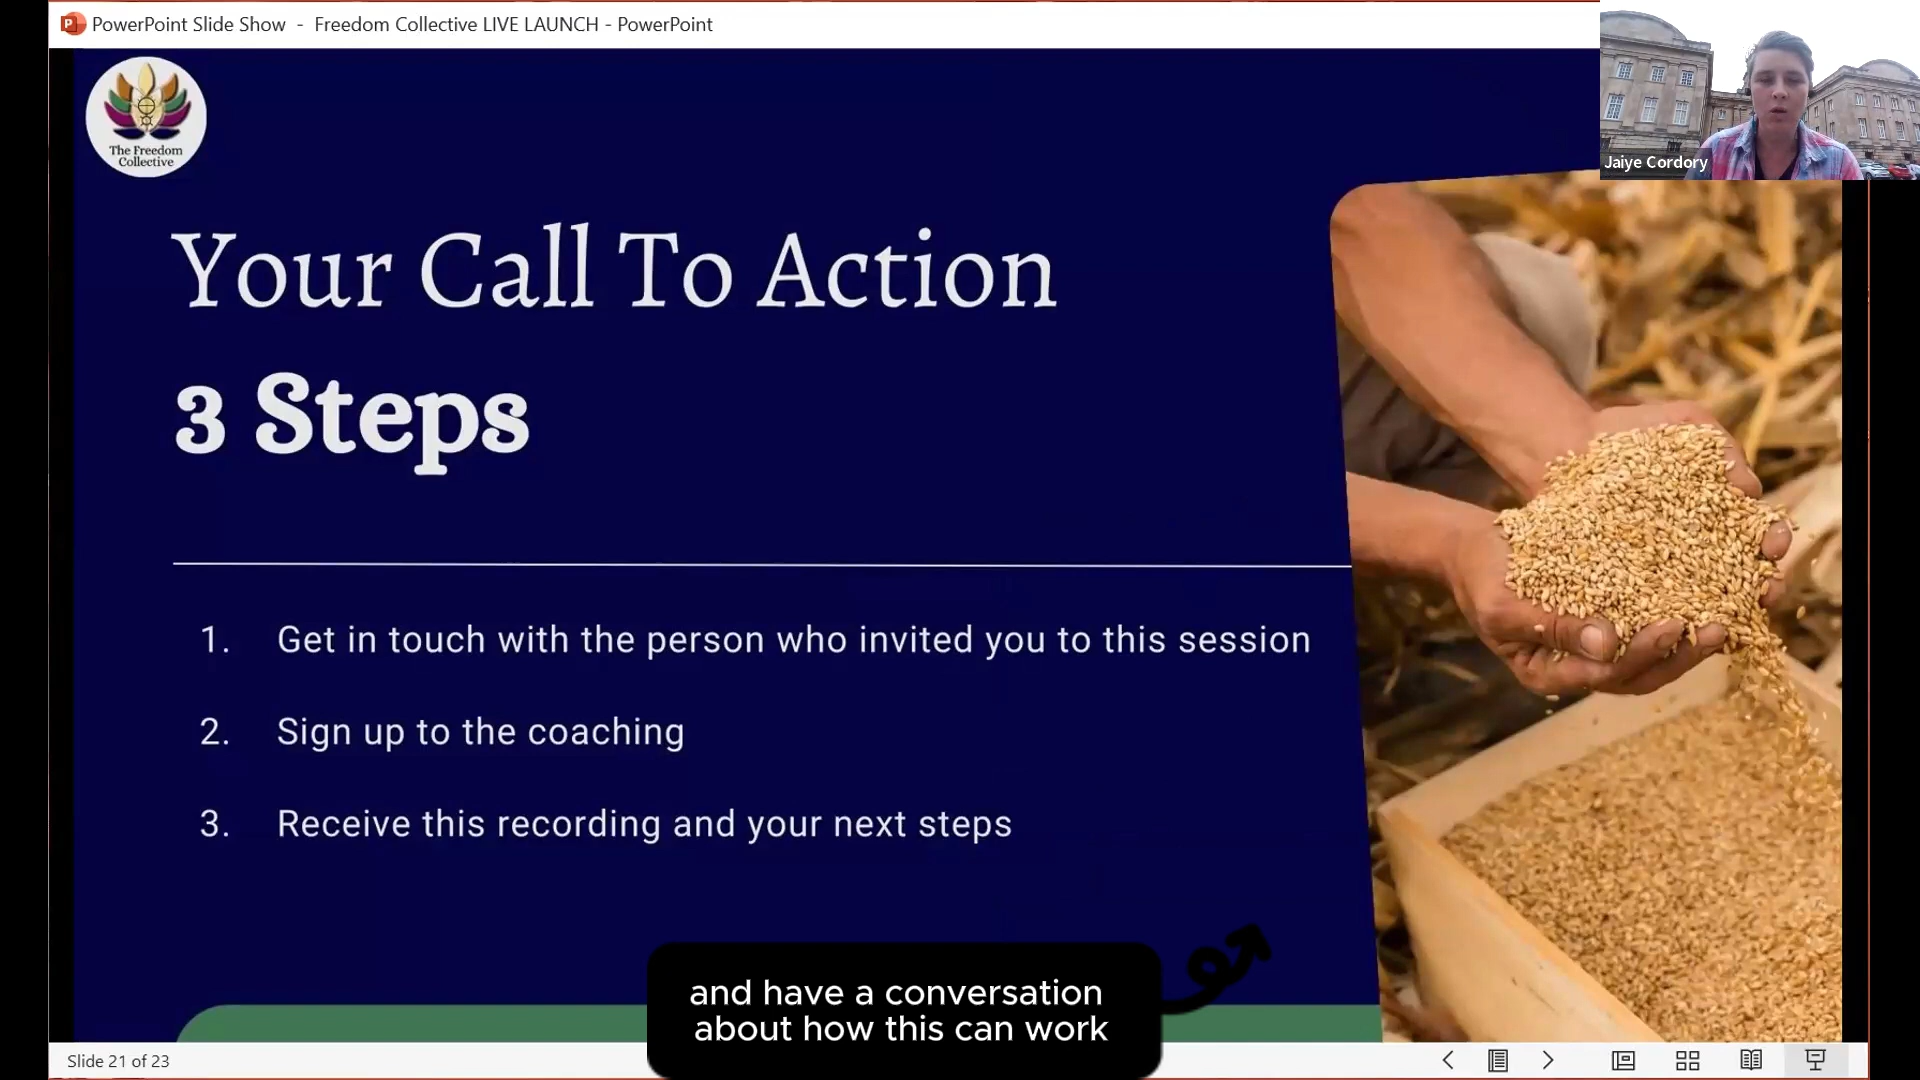 PowerPoint Slide Show - Freedom Collective LIVE LAUNCH - PowerPoint
Jaiye Cordory
The Freedom
Collective
Your Call To Action
3 Steps
1. Get in touch with the person who invited you to this session
2. Sign up to the coaching
3. Receive this recording and your next steps
and have a conversation
about how this can work
Slide 21 of 23